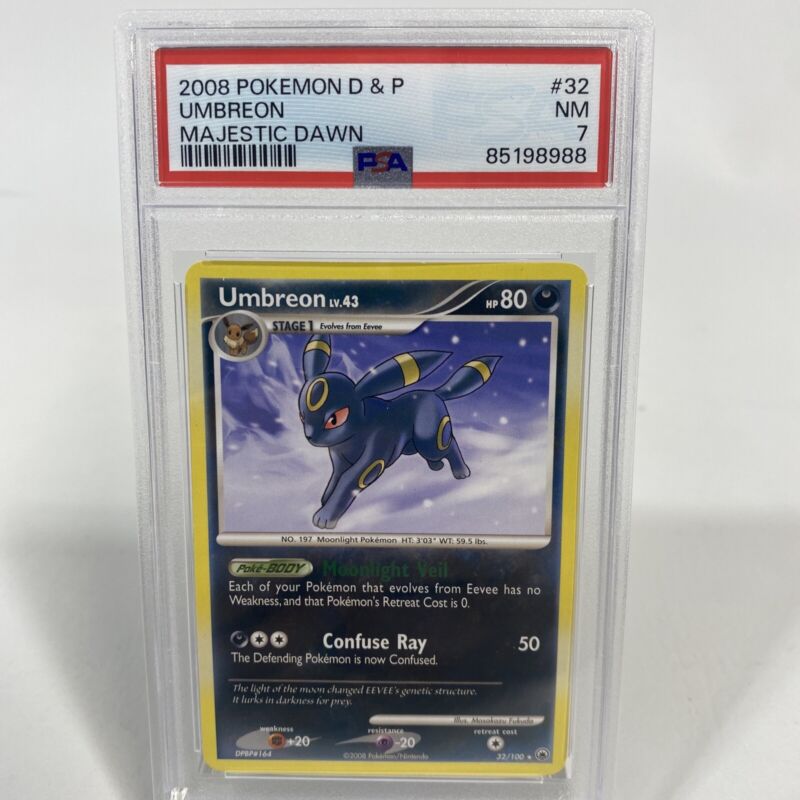 2008 POKEMON D & P #32
UMBREON NM
MAJESTIC DAWN 7
PSA 85198988
Umbreon LV.43 HP 80
STAGE 1 Evolves from Eevee
NO. 197 Moonlight Pokémon HT: 3'03" WT: 59.5 lbs.
Poké-BODY Moonlight Veil
Each of your Pokémon that evolves from Eevee has no
Weakness, and that Pokémon's Retreat Cost is 0.
Confuse Ray 50
The Defending Pokémon is now Confused.
The light of the moon changed EEVEE's genetic structure.
It lurks in darkness for prey.
Illus. Masakazu Fukuda
weakness resistance retreat cost
+20 -20
DPBP#164 ©2008 Pokémon/Nintendo 32/100 ★